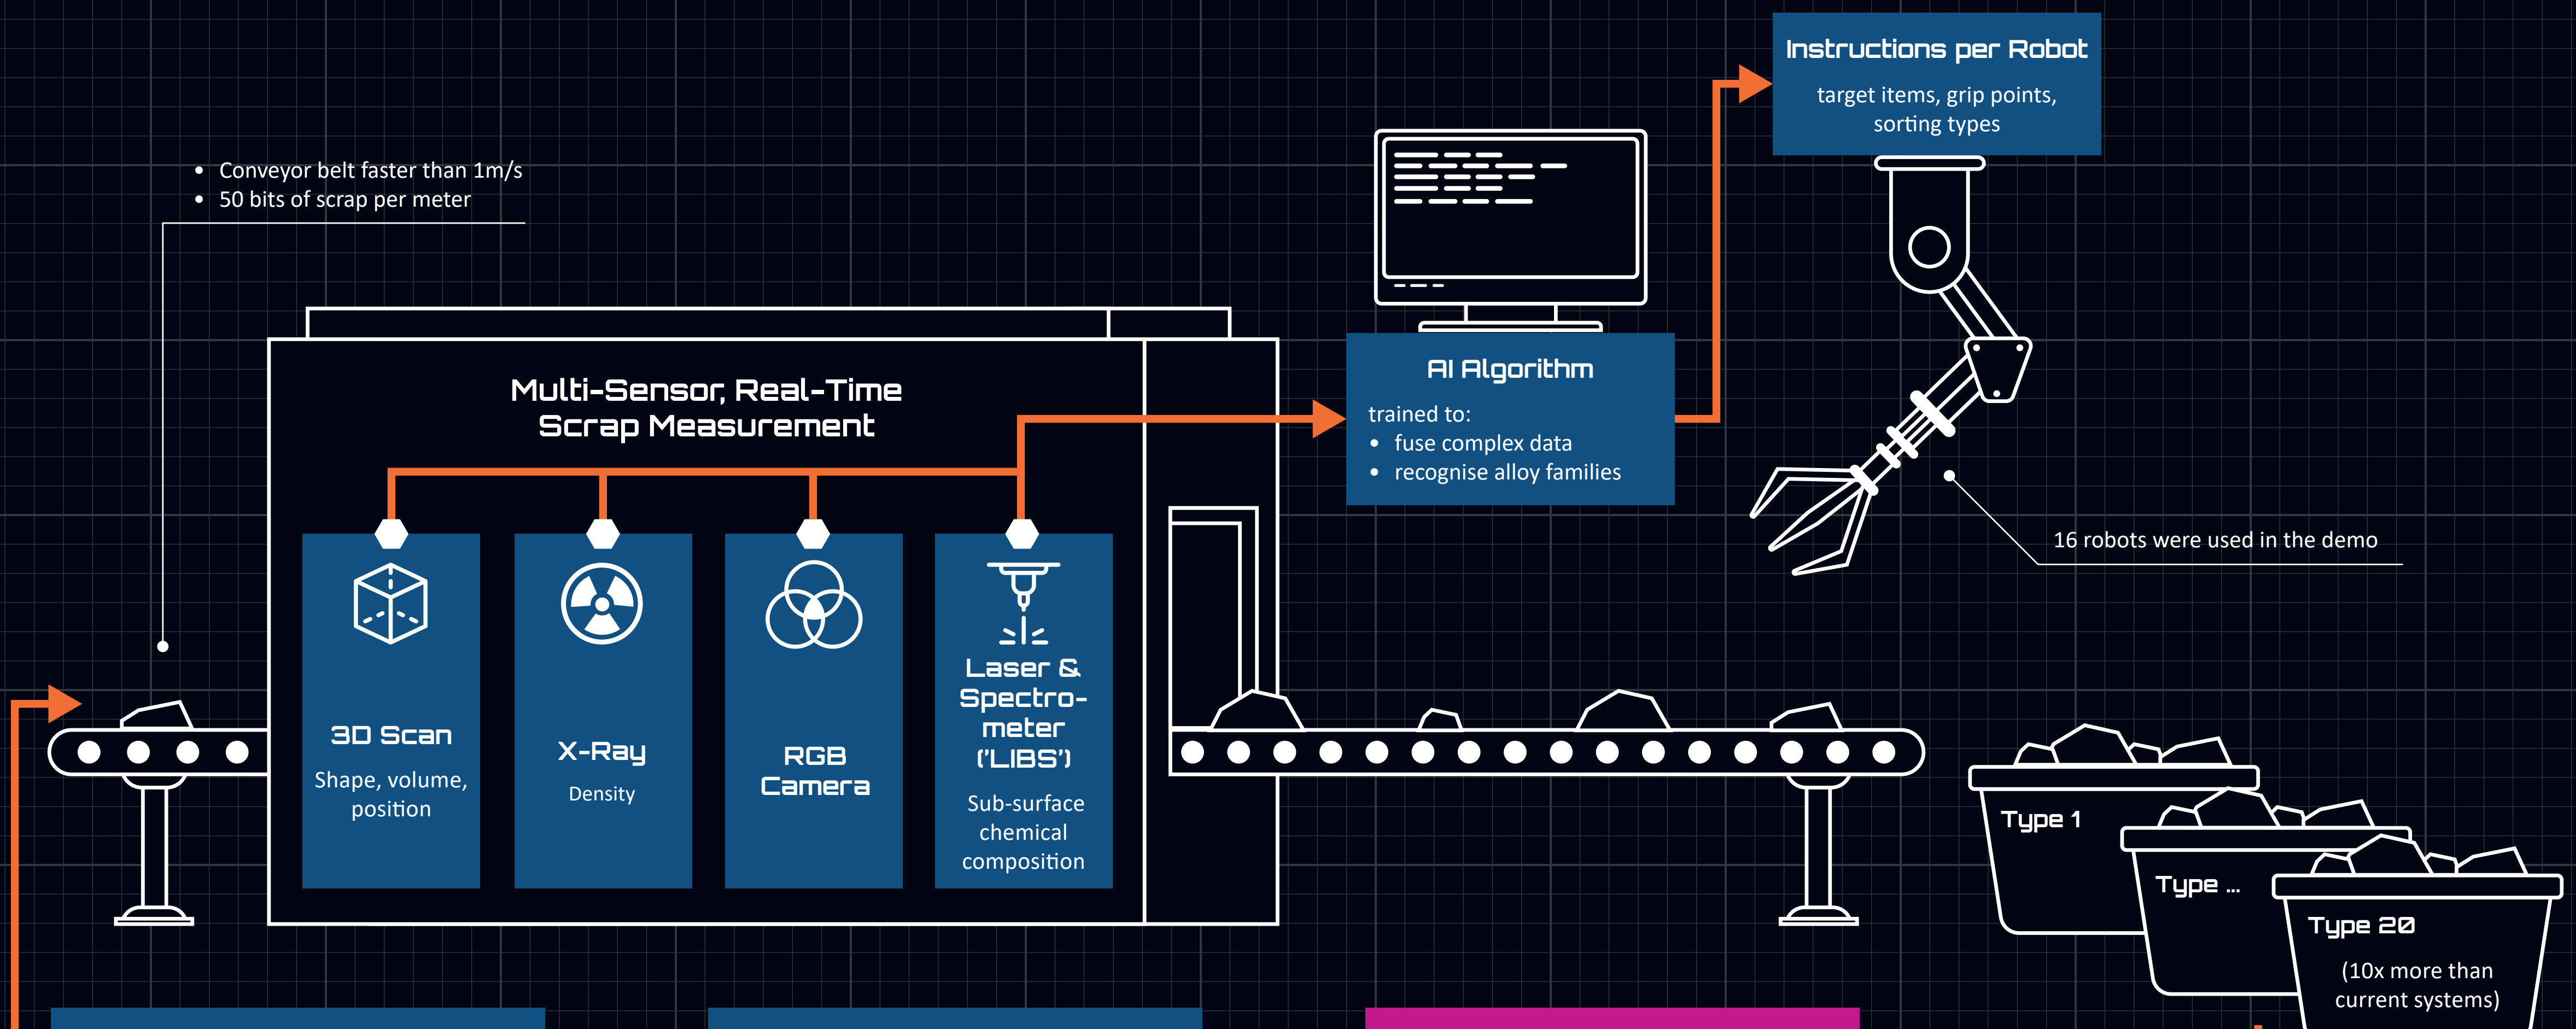 Instructions per Robot
target items, grip points,
sorting types
• Conveyor belt faster than 1m/s
• 50 bits of scrap per meter
AI Algorithm
trained to:
• fuse complex data
• recognise alloy families
Multi-Sensor, Real-Time
Scrap Measurement
16 robots were used in the demo
3D Scan
Shape, volume,
position
X-Ray
Density
RGB
Camera
Laser &
Spectro-
meter
('LIBS')
Sub-surface
chemical
composition
Type 1
Type ...
Type 20
(10x more than
current systems)